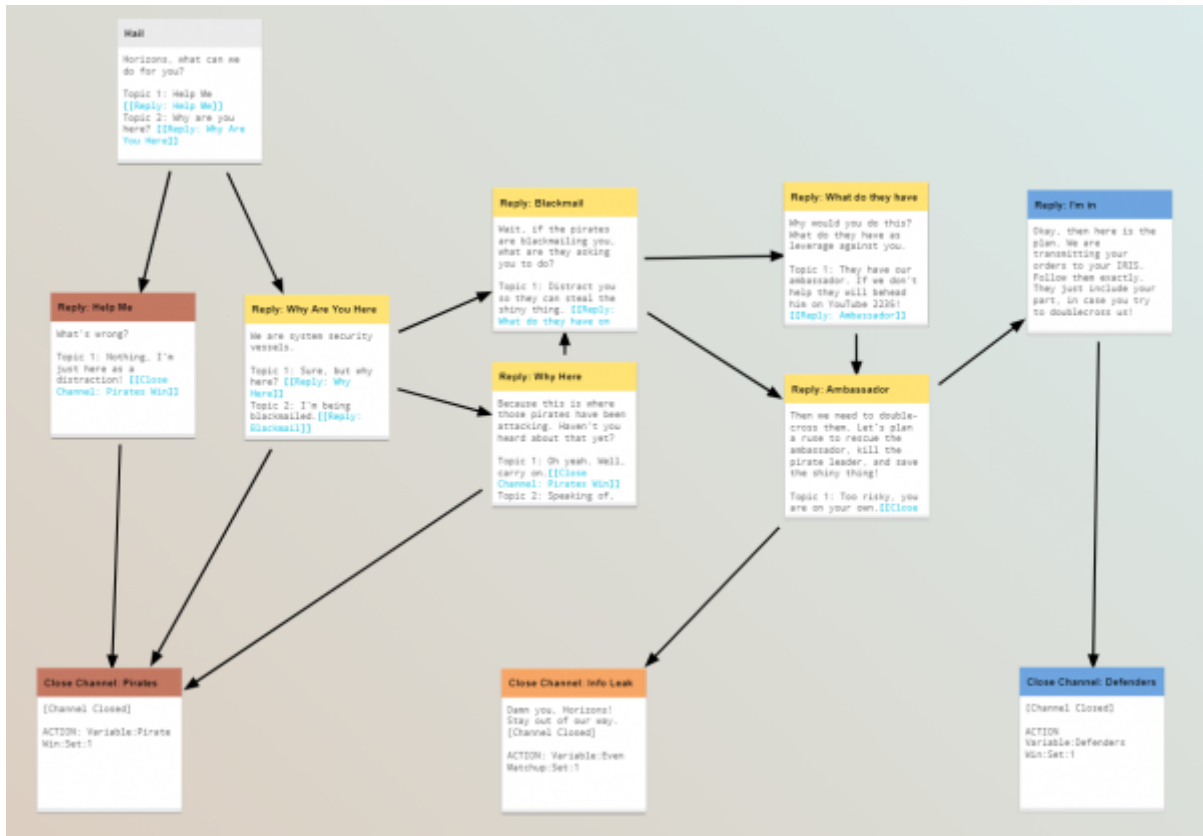 Hail
Horizons, what can we
do for you?
Topic 1: Help Me
[[Reply: Help Me]]
Topic 2: Why are you
here? [[Reply: Why Are
You Here]]
Reply: Help Me
What's wrong?
Topic 1: Nothing, I'm
just here as a
distraction! [[Close
Channel: Pirates Win]]
Reply: Why Are You Here
We are system security
vessels.
Topic 1: Sure, but why
here? [[Reply: Why
Here]]
Topic 2: I'm being
blackmailed.[[Reply:
Blackmail]]
Reply: Blackmail
Wait, if the pirates
are blackmailing you,
what are they asking
you to do?
Topic 1: Distract you
so they can steal the
shiny thing. [[Reply:
What do they have on
Reply: Why Here
Because this is where
those pirates have been
attacking. Haven't you
heard about that yet?
Topic 1: Oh yeah. Well,
carry on.[[Close
Channel: Pirates Win]]
Topic 2: Speaking of,
Reply: What do they have
Why would you do this?
What do they have as
leverage against you.
Topic 1: They have our
ambassador. If we don't
help they will behead
him on YouTube 2236!
[[Reply: Ambassador]]
Reply: Ambassador
Then we need to double-
cross them. Let's plan
a ruse to rescue the
ambassador, kill the
pirate leader, and save
the shiny thing!
Topic 1: Too risky, you
are on your own.[[Close
Reply: I'm in
Okay, then here is the
plan. We are
transmitting your
orders to your IRIS.
Follow them exactly.
They just include your
part, in case you try
to doublecross us!
Close Channel: Pirates
[Channel Closed]
ACTION: Variable:Pirate
Win:Set:1
Close Channel: Info Leak
Damn you, Horizons!
Stay out of our way.
[Channel Closed]
ACTION: Variable:Even
Matchup:Set:1
Close Channel: Defenders
[Channel Closed]
ACTION
Variable:Defenders
Win:Set:1